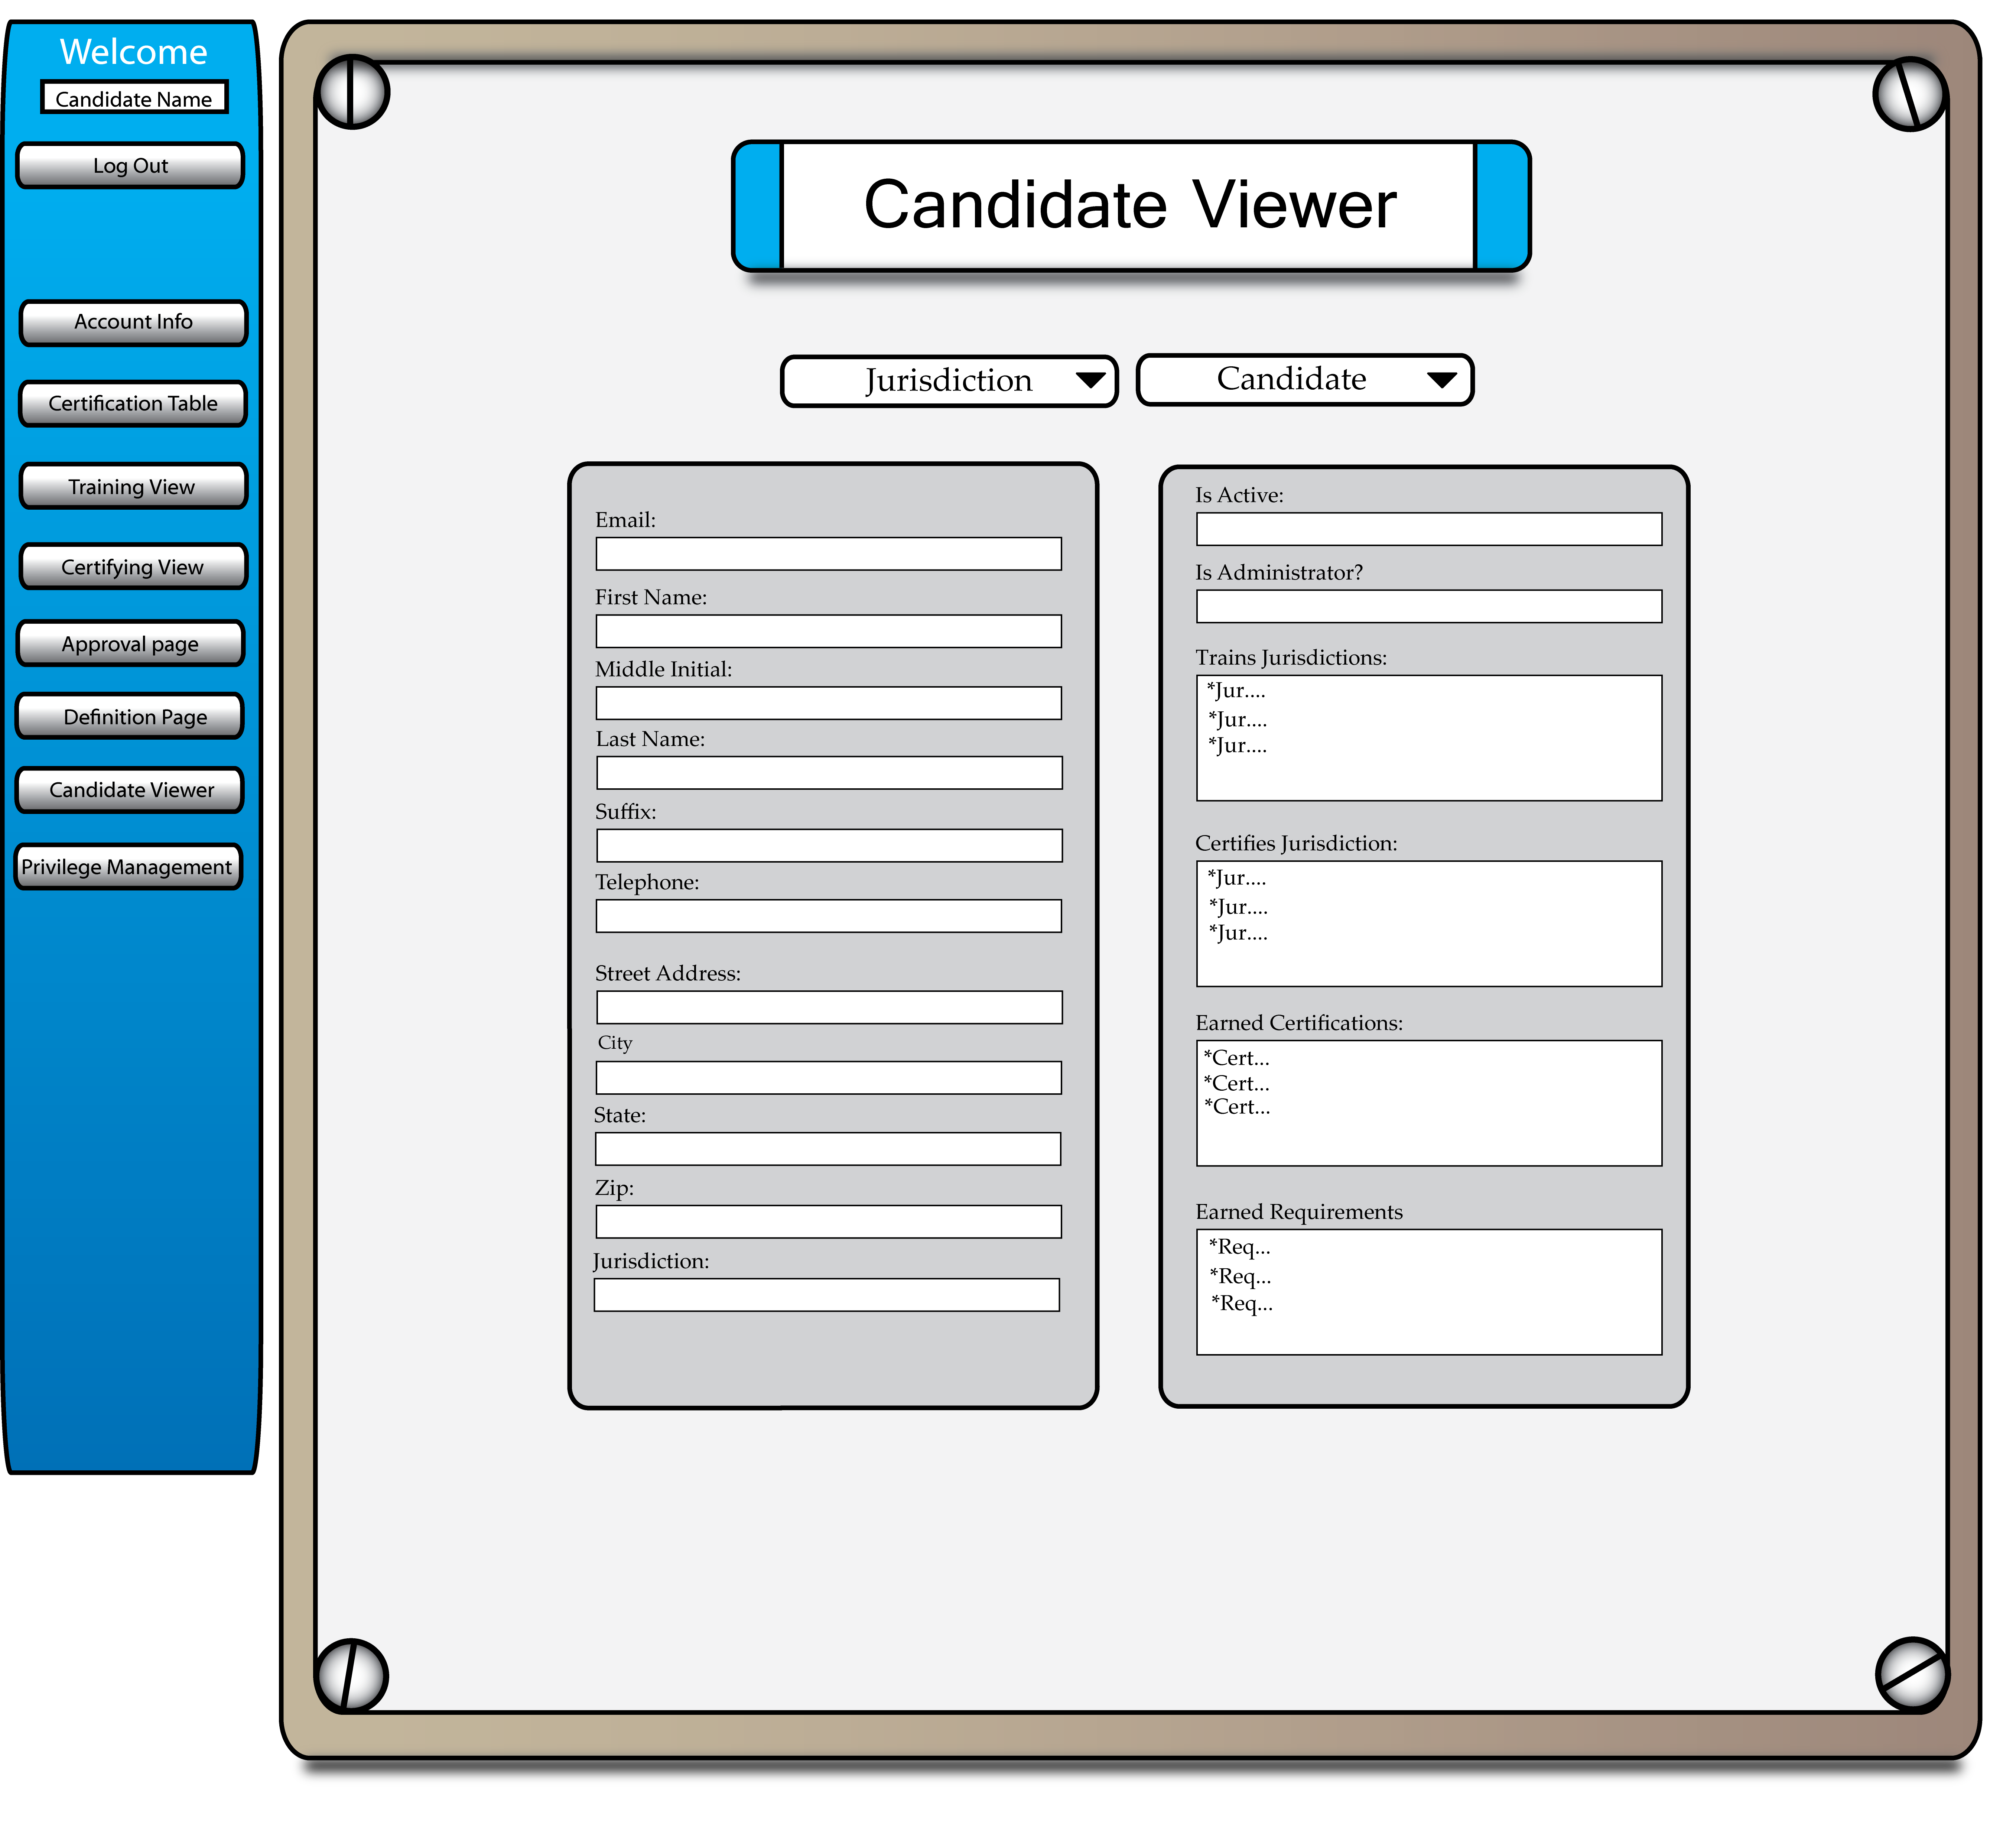 Welcome
Candidate Name
Log Out
Account Info
Certification Table
Training View
Certifying View
Approval page
Definition Page
Candidate Viewer
Privilege Management
Candidate Viewer
Jurisdiction
Candidate
Email:
First Name:
Middle Initial:
Last Name:
Suffix:
Telephone:
Street Address:
City
State:
Zip:
Jurisdiction:
Is Active:
Is Administrator?
Trains Jurisdictions:
*Jur....
*Jur....
*Jur....
Certifies Jurisdiction:
*Jur....
*Jur....
*Jur....
Earned Certifications:
*Cert...
*Cert...
*Cert...
Earned Requirements
*Req...
*Req...
*Req...